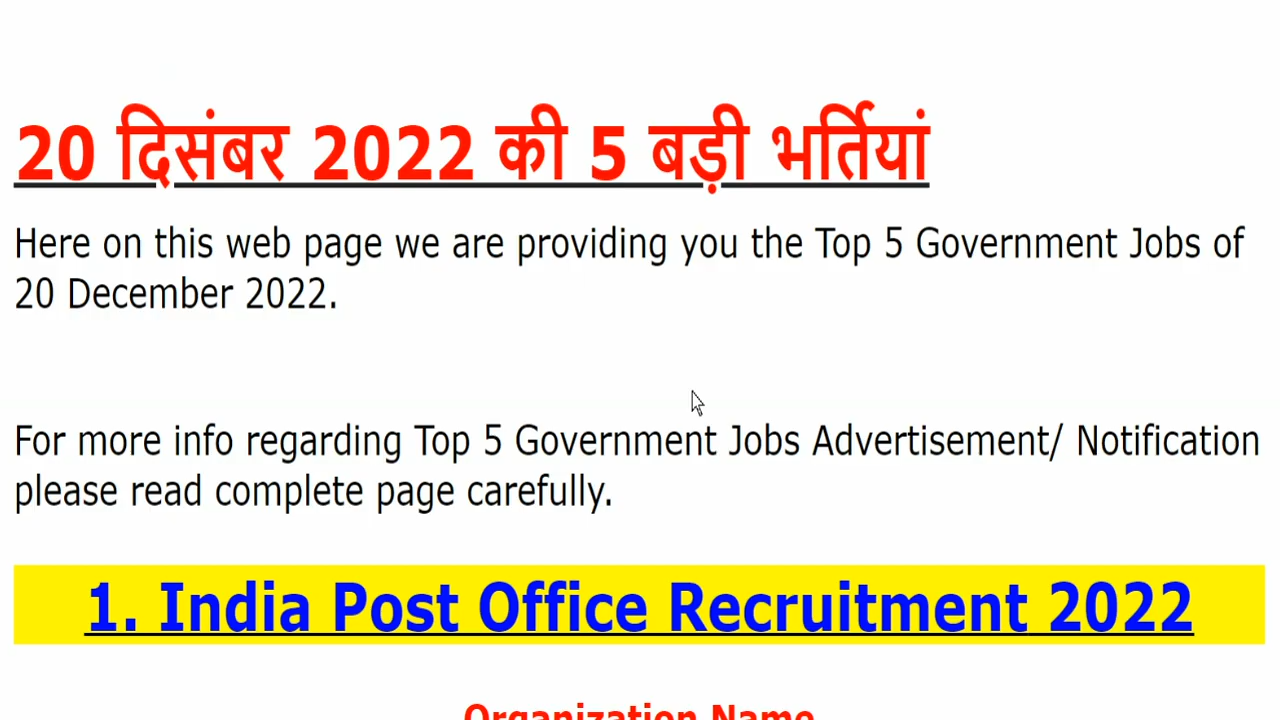 20 दिसंबर 2022 की 5 बड़ी भर्तियां
Here on this web page we are providing you the Top 5 Government Jobs of
20 December 2022.
For more info regarding Top 5 Government Jobs Advertisement/ Notification
please read complete page carefully.
1. India Post Office Recruitment 2022
Organization Name